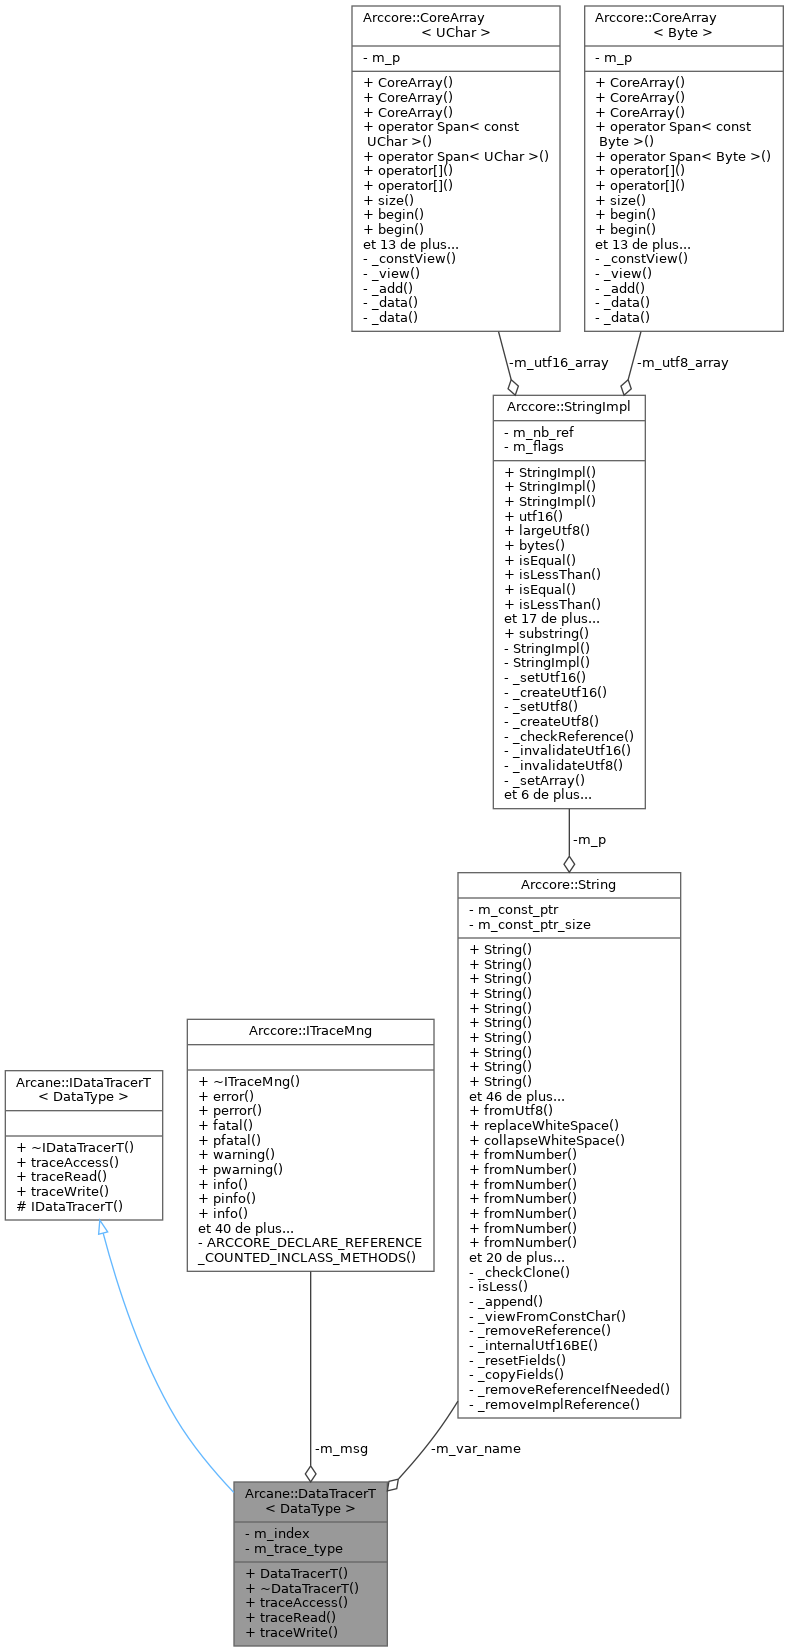 Arccore::CoreArray
< UChar >
- m_p
+ CoreArray()
+ CoreArray()
+ CoreArray()
+ operator Span< const
UChar >()
+ operator Span< UChar >()
+ operator[]()
+ operator[]()
+ size()
+ begin()
+ begin()
et 13 de plus...
- _constView()
- _view()
- _add()
- _data()
- _data()
Arccore::CoreArray
< Byte >
- m_p
+ CoreArray()
+ CoreArray()
+ CoreArray()
+ operator Span< const
Byte >()
+ operator Span< Byte >()
+ operator[]()
+ operator[]()
+ size()
+ begin()
+ begin()
et 13 de plus...
- _constView()
- _view()
- _add()
- _data()
- _data()
-m_utf16_array
-m_utf8_array
Arccore::StringImpl
- m_nb_ref
- m_flags
+ StringImpl()
+ StringImpl()
+ StringImpl()
+ utf16()
+ largeUtf8()
+ bytes()
+ isEqual()
+ isLessThan()
+ isEqual()
+ isLessThan()
et 17 de plus...
+ substring()
- StringImpl()
- StringImpl()
- _setUtf16()
- _createUtf16()
- _setUtf8()
- _createUtf8()
- _checkReference()
- _invalidateUtf16()
- _invalidateUtf8()
- _setArray()
et 6 de plus...
-m_p
Arccore::String
- m_const_ptr
- m_const_ptr_size
+ String()
+ String()
+ String()
+ String()
+ String()
+ String()
+ String()
+ String()
+ String()
+ String()
et 46 de plus...
+ fromUtf8()
+ replaceWhiteSpace()
+ collapseWhiteSpace()
+ fromNumber()
+ fromNumber()
+ fromNumber()
+ fromNumber()
+ fromNumber()
+ fromNumber()
+ fromNumber()
et 20 de plus...
- _checkClone()
- isLess()
- _append()
- _viewFromConstChar()
- _removeReference()
- _internalUtf16BE()
- _resetFields()
- _copyFields()
- _removeReferenceIfNeeded()
- _removeImplReference()
Arccore::ITraceMng
+ ~ITraceMng()
+ error()
+ perror()
+ fatal()
+ pfatal()
+ warning()
+ pwarning()
+ info()
+ pinfo()
+ info()
et 40 de plus...
- ARCCORE_DECLARE_REFERENCE
_COUNTED_INCLASS_METHODS()
Arcane::IDataTracerT
< DataType >
+ ~IDataTracerT()
+ traceAccess()
+ traceRead()
+ traceWrite()
# IDataTracerT()
-m_msg
-m_var_name
Arcane::DataTracerT
< DataType >
- m_index
- m_trace_type
+ DataTracerT()
+ ~DataTracerT()
+ traceAccess()
+ traceRead()
+ traceWrite()